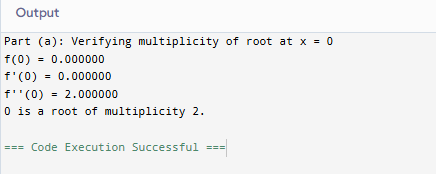 Output
Part (a): Verifying multiplicity of root at x = 0
f(0) = 0.000000
f'(0) = 0.000000
f''(0) = 2.000000
0 is a root of multiplicity 2.
=== Code Execution Successful ===